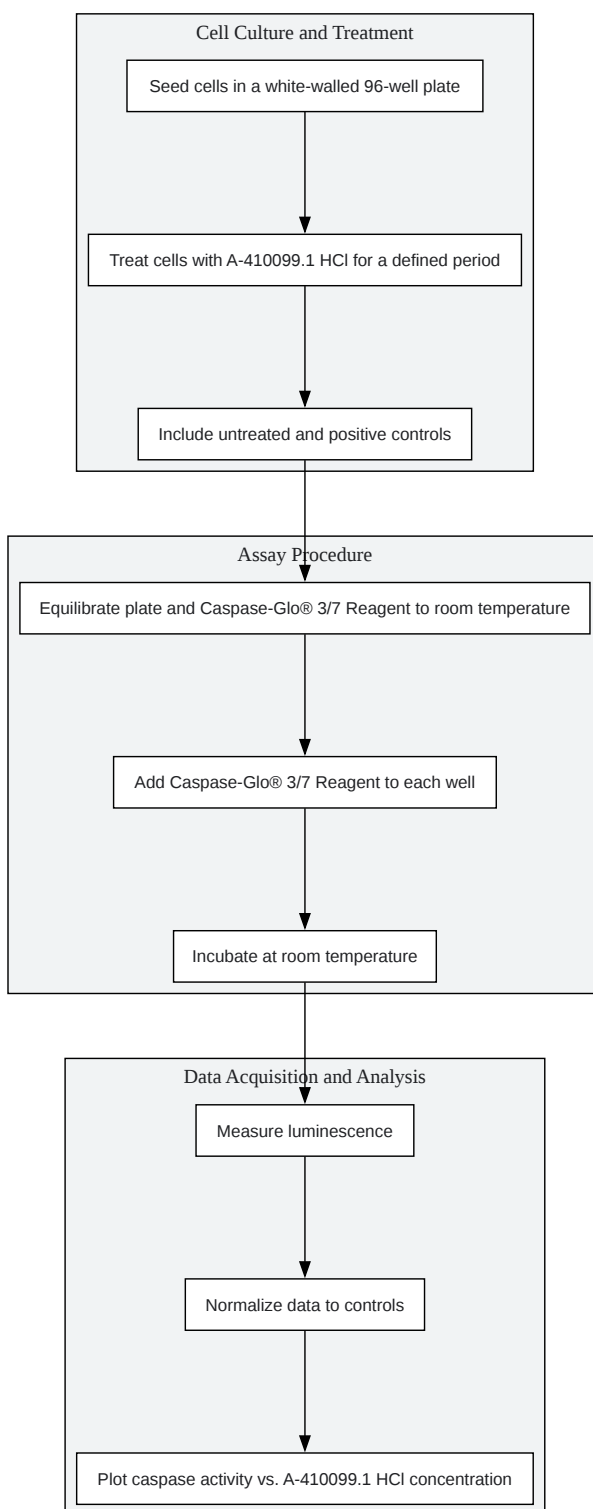 Cell Culture and Treatment
Seed cells in a white-walled 96-well plate
Treat cells with A-410099.1 HCl for a defined period
Include untreated and positive controls
Assay Procedure
Equilibrate plate and Caspase-Glo® 3/7 Reagent to room temperature
Add Caspase-Glo® 3/7 Reagent to each well
Incubate at room temperature
Data Acquisition and Analysis
Measure luminescence
Normalize data to controls
Plot caspase activity vs. A-410099.1 HCl concentration